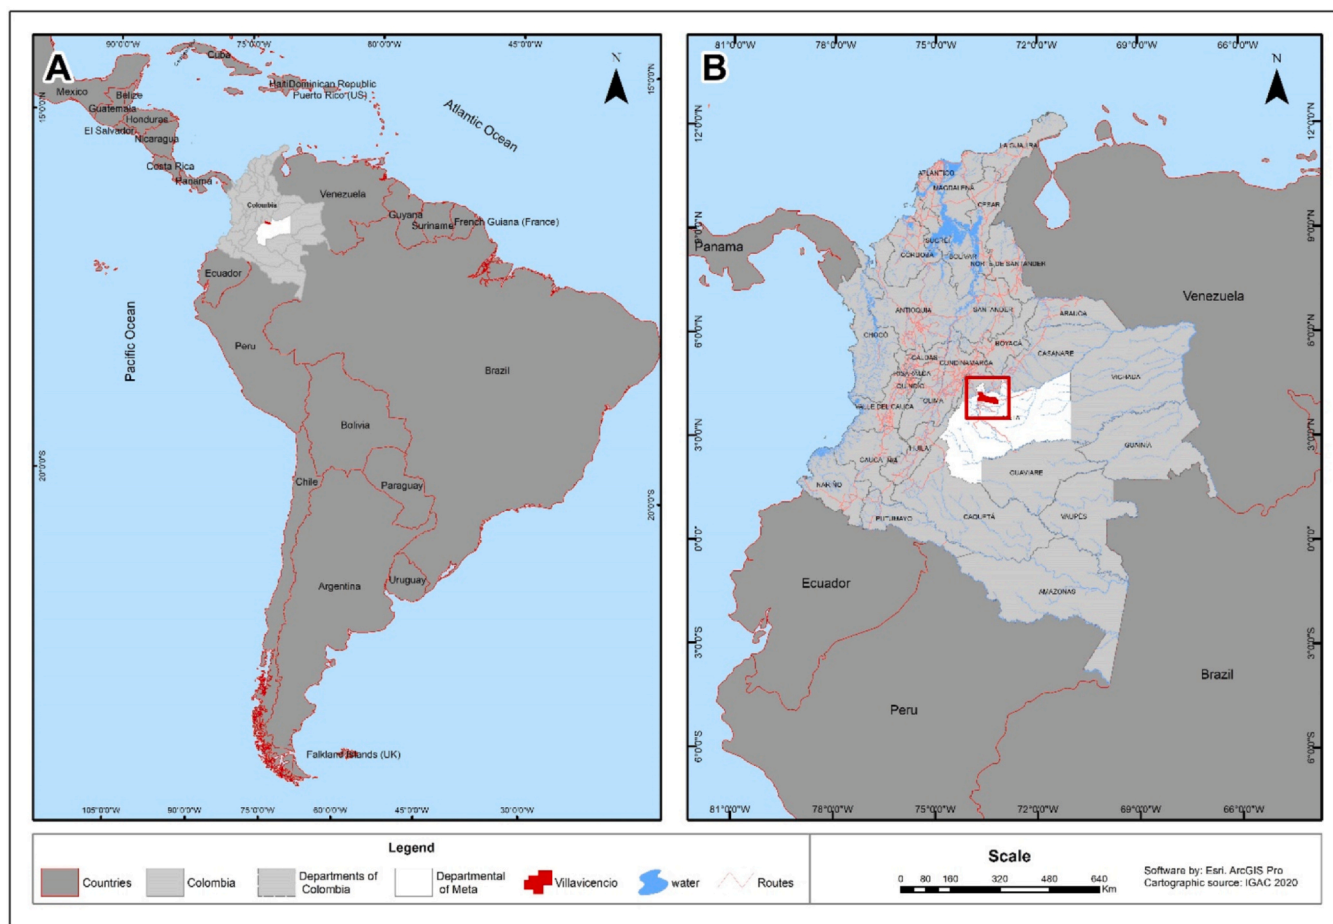 A
90°0'0"W
75°0'0"W
60°0'0"W
45°0'0"W
N
15°0'0"N
15°0'0"N
Cuba
Mexico
Belize
Haiti Dominican Republic
Puerto Rico (US)
Guatemala
Honduras
El Salvador
Nicaragua
Atlantic Ocean
Costa Rica
Panama
Venezuela
Colombia
Guyana
Suriname
French Guiana (France)
Ecuador
Pacific Ocean
Peru
Brazil
Bolivia
20°0'0"S
20°0'0"S
Chile
Paraguay
Uruguay
Argentina
Falkland Islands (UK)
105°0'0"W
90°0'0"W
75°0'0"W
60°0'0"W
45°0'0"W
30°0'0"W
B
81°0'0"W
78°0'0"W
75°0'0"W
72°0'0"W
69°0'0"W
66°0'0"W
N
12°0'0"N
12°0'0"N
LA GUAJIRA
ATLÁNTICO
MAGDALENA
CESAR
9°0'0"N
9°0'0"N
Panama
SUCRE
CÓRDOBA
BOLÍVAR
NORTE DE SANTANDER
Venezuela
ANTIOQUIA
SANTANDER
ARAUCA
6°0'0"N
6°0'0"N
CHOCÓ
BOYACÁ
CASANARE
CALDAS
CUNDINAMARCA
RISARALDA
VICHADA
QUINDÍO
TOLIMA
VALLE DEL CAUCA
3°0'0"N
3°0'0"N
GUAINÍA
HUILA
CAUCA
GUAVIARE
NARIÑO
PUTUMAYO
CAQUETÁ
VAUPÉS
0°0'0"
0°0'0"
Ecuador
AMAZONAS
3°0'0"S
3°0'0"S
Brazil
Peru
6°0'0"S
6°0'0"S
81°0'0"W
78°0'0"W
75°0'0"W
72°0'0"W
69°0'0"W
66°0'0"W
Legend
Countries
Colombia
Departments of
Colombia
Departmental
of Meta
Villavicencio
water
Routes
Scale
0 80 160 320 480 640
Km
Software by: Esri. ArcGIS Pro
Cartographic source: IGAC 2020